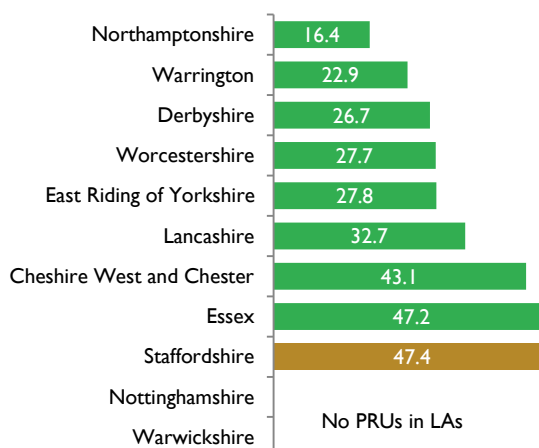 Northamptonshire 16.4
Warrington 22.9
Derbyshire 26.7
Worcestershire 27.7
East Riding of Yorkshire 27.8
Lancashire 32.7
Cheshire West and Chester 43.1
Essex 47.2
Staffordshire 47.4
Nottinghamshire
No PRUs in LAs
Warwickshire